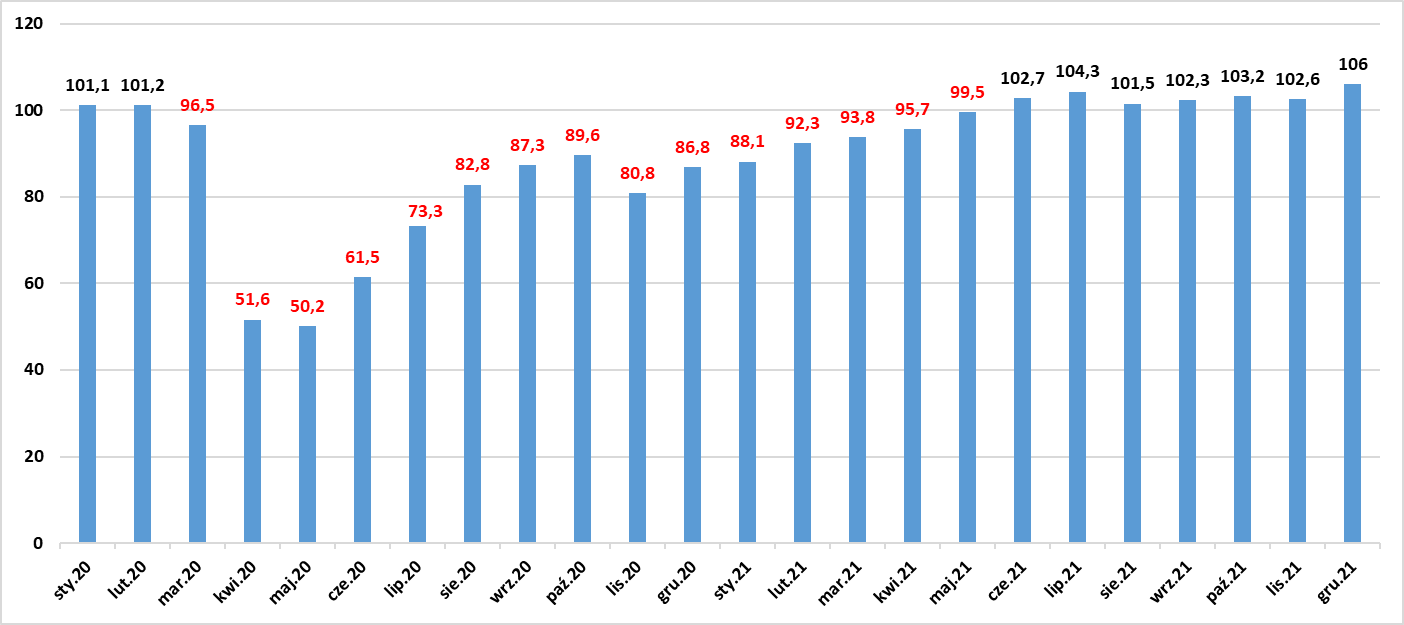 120
100
80
60
40
20
0
101,1
101,2
96,5
51,6
50,2
61,5
73,3
82,8
87,3
89,6
80,8
86,8
88,1
92,3
93,8
95,7
99,5
102,7
104,3
101,5
102,3
103,2
102,6
106
sty.20
lut.20
mar.20
kwi.20
maj.20
cze.20
lip.20
sie.20
wrz.20
paź.20
lis.20
gru.20
sty.21
lut.21
mar.21
kwi.21
maj.21
cze.21
lip.21
sie.21
wrz.21
paź.21
lis.21
gru.21